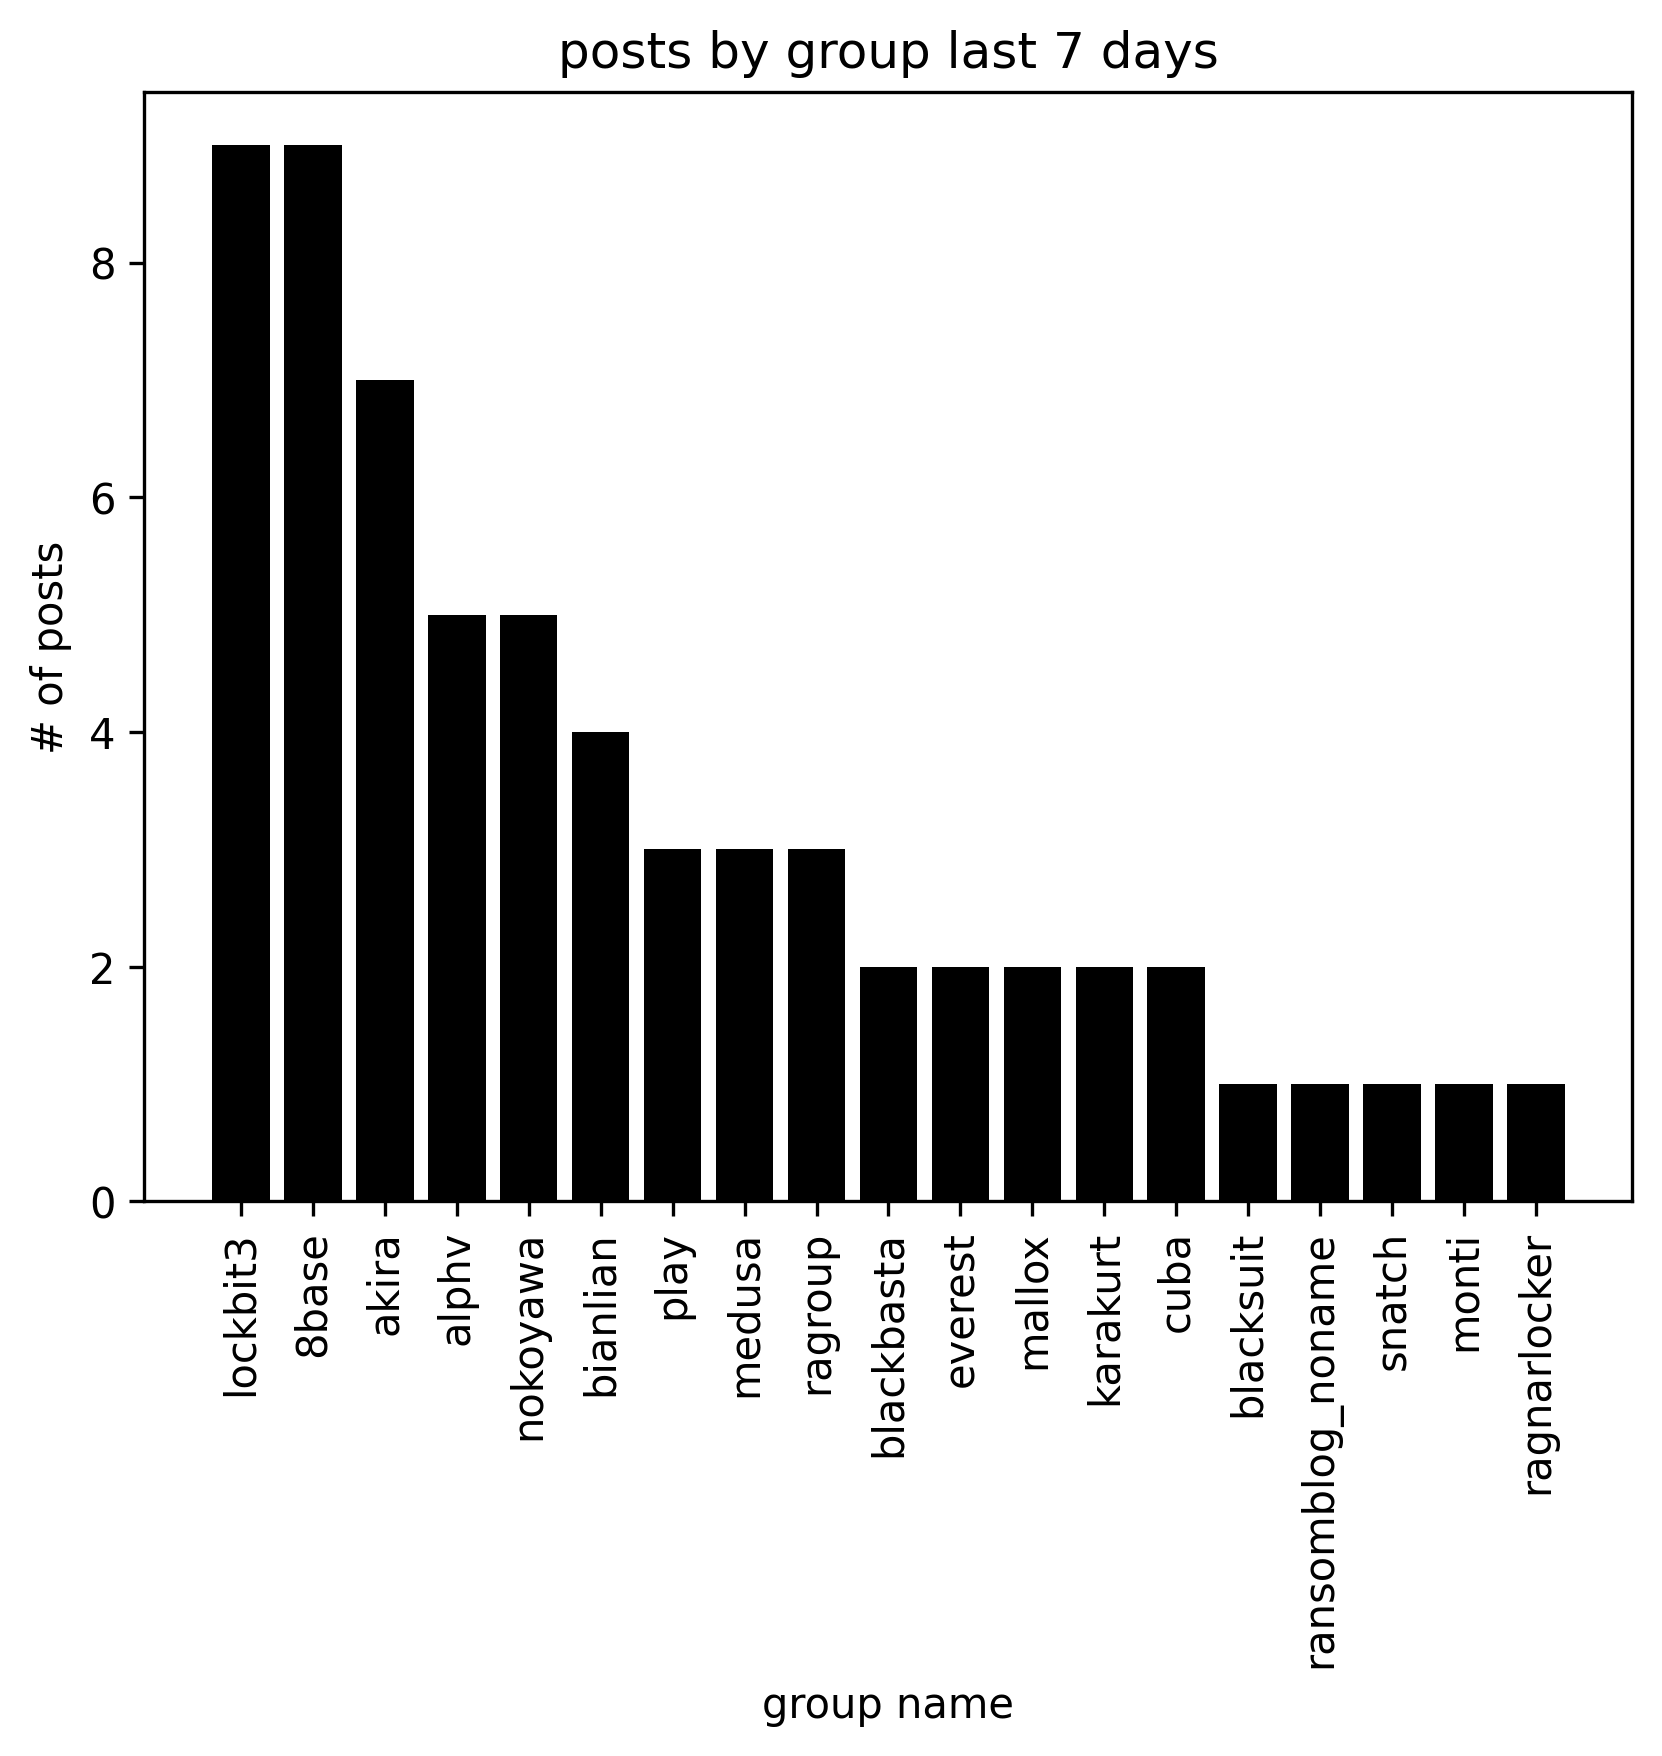 posts by group last 7 days
# of posts
8
6
4
2
0
lockbit3
8base
akira
alphv
nokoyawa
bianlian
play
medusa
ragroup
blackbasta
everest
mallox
karakurt
cuba
blacksuit
ransomblog_noname
snatch
monti
ragnarlocker
group name